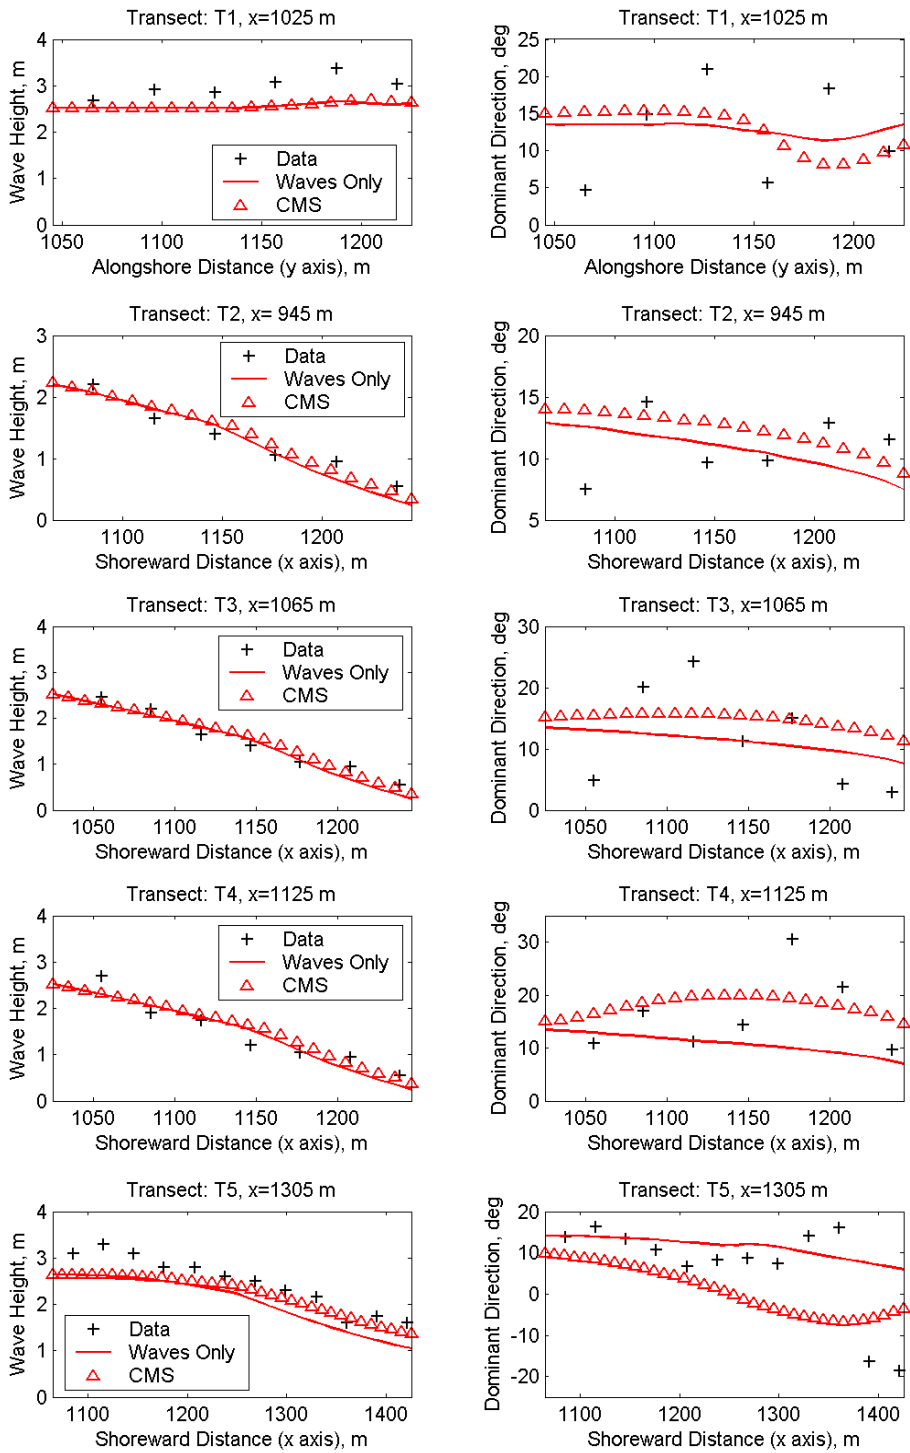 Transect: T1, x=1025 m
Wave Height, m
4
3
2
1
0
Data
Waves Only
CMS
1050 1100 1150 1200
Alongshore Distance (y axis), m
Transect: T1, x=1025 m
Dominant Direction, deg
25
20
15
10
5
0
1050 1100 1150 1200
Alongshore Distance (y axis), m
Transect: T2, x= 945 m
Wave Height, m
3
2
1
0
Data
Waves Only
CMS
1100 1150 1200
Shoreward Distance (x axis), m
Transect: T2, x= 945 m
Dominant Direction, deg
20
15
10
5
1100 1150 1200
Shoreward Distance (x axis), m
Transect: T3, x=1065 m
Wave Height, m
4
3
2
1
0
Data
Waves Only
CMS
1050 1100 1150 1200
Shoreward Distance (x axis), m
Transect: T3, x=1065 m
Dominant Direction, deg
30
20
10
0
1050 1100 1150 1200
Shoreward Distance (x axis), m
Transect: T4, x=1125 m
Wave Height, m
4
3
2
1
0
Data
Waves Only
CMS
1050 1100 1150 1200
Shoreward Distance (x axis), m
Transect: T4, x=1125 m
Dominant Direction, deg
30
20
10
0
1050 1100 1150 1200
Shoreward Distance (x axis), m
Transect: T5, x=1305 m
Wave Height, m
4
3
2
1
0
Data
Waves Only
CMS
1100 1200 1300 1400
Shoreward Distance (x axis), m
Transect: T5, x=1305 m
Dominant Direction, deg
20
10
0
-10
-20
1100 1200 1300 1400
Shoreward Distance (x axis), m